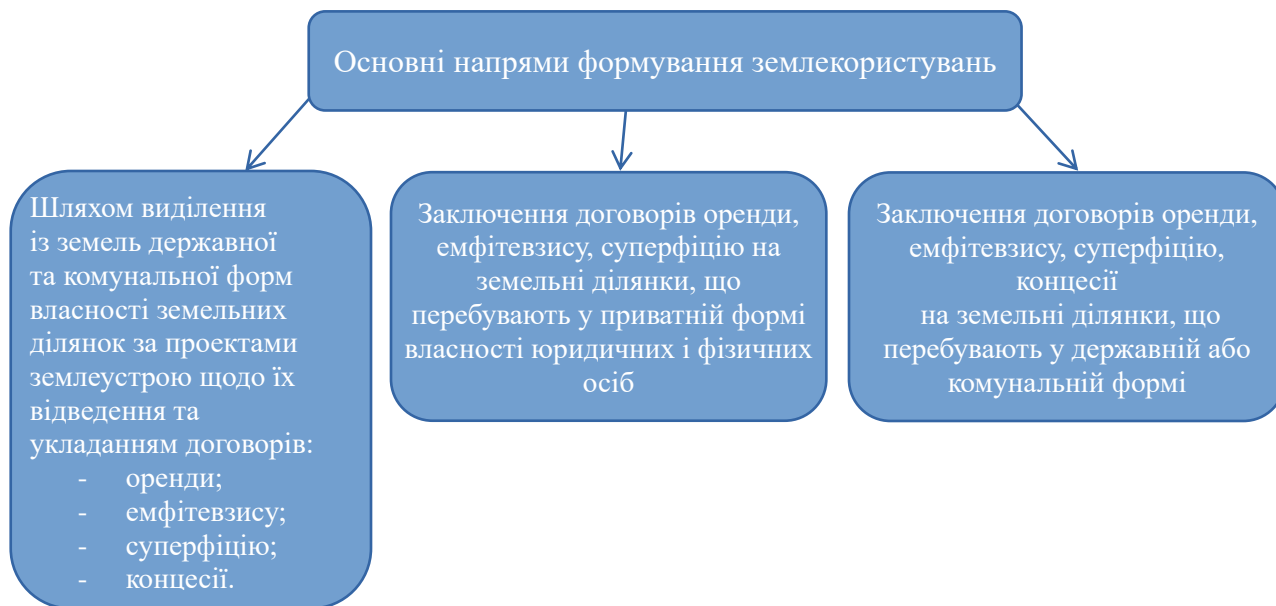 Основні напрями формування землекористувань
Шляхом виділення
із земель державної
та комунальної форм
власності земельних
ділянок за проектами
землеустрою щодо їх
відведення та
укладанням договорів:
- оренди;
- емфітевзису;
- суперфіцію;
- концесії.
Заключення договорів оренди,
емфітевзису, суперфіцію на
земельні ділянки, що
перебувають у приватній формі
власності юридичних і фізичних
осіб
Заключення договорів оренди,
емфітевзису, суперфіцію,
концесії
на земельні ділянки, що
перебувають у державній або
комунальній формі